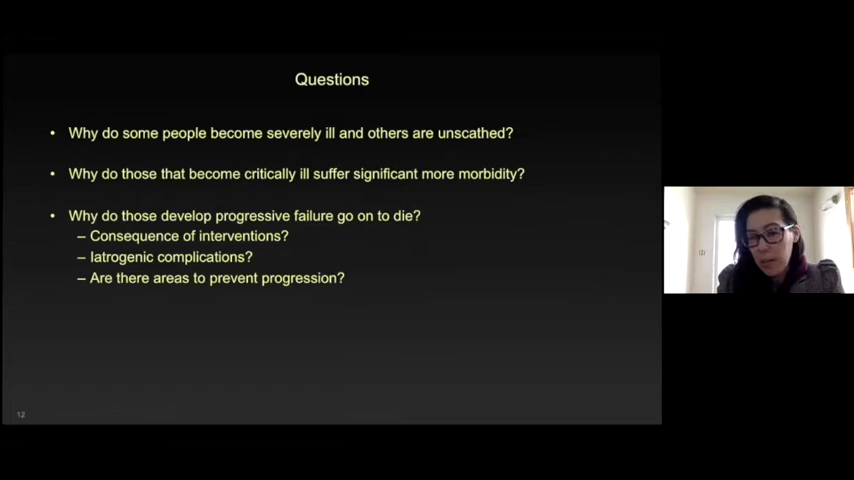 Questions
• Why do some people become severely ill and others are unscathed?
• Why do those that become critically ill suffer significant more morbidity?
• Why do those develop progressive failure go on to die?
– Consequence of interventions?
– Iatrogenic complications?
– Are there areas to prevent progression?
12